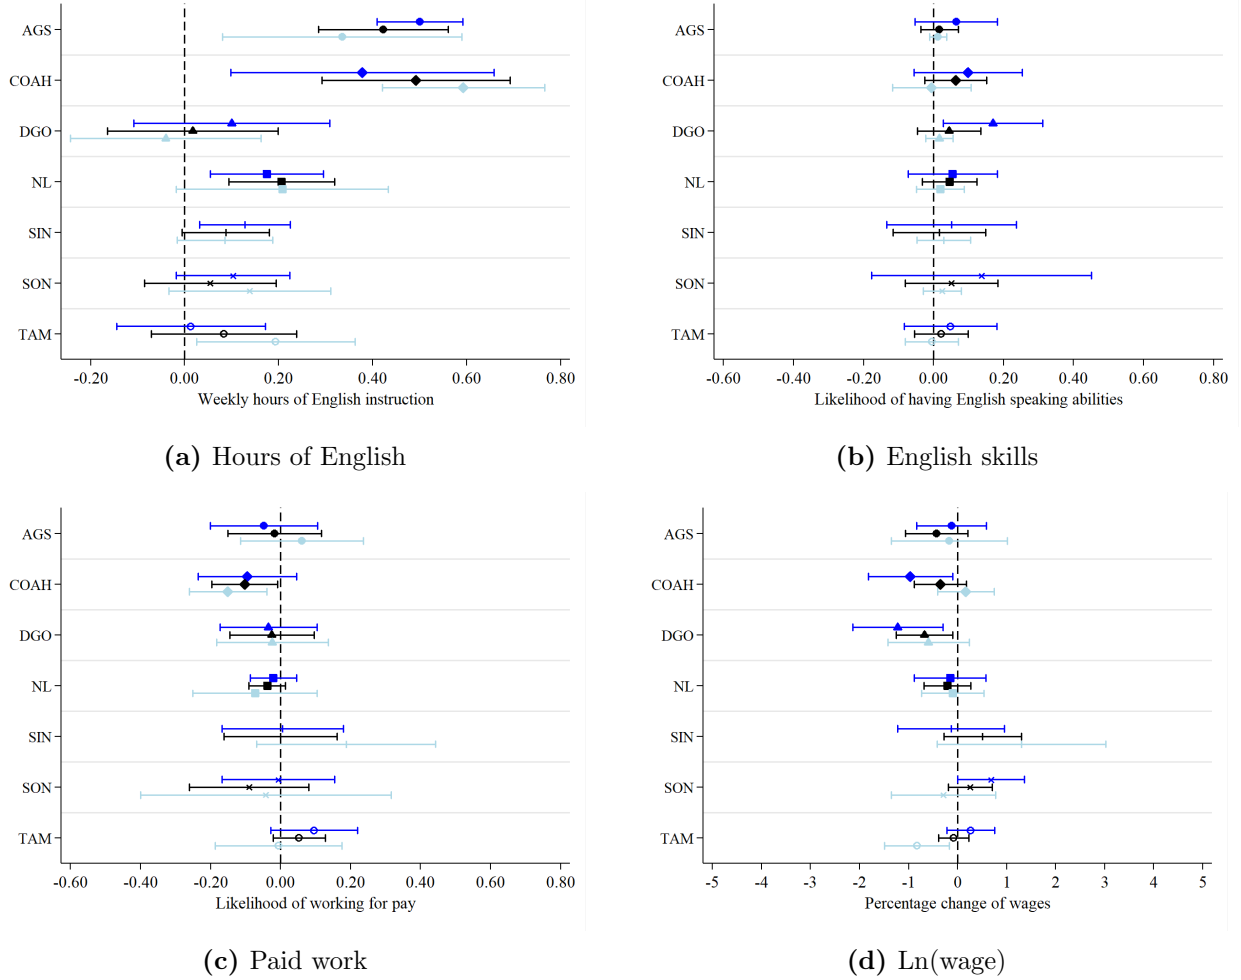 AGS
COAH
DGO
NL
SIN
SON
TAM
-0.20 0.00 0.20 0.40 0.60 0.80
Weekly hours of English instruction
(a) Hours of English
AGS
COAH
DGO
NL
SIN
SON
TAM
-0.60 -0.40 -0.20 0.00 0.20 0.40 0.60 0.80
Likelihood of having English speaking abilities
(b) English skills
AGS
COAH
DGO
NL
SIN
SON
TAM
-0.60 -0.40 -0.20 0.00 0.20 0.40 0.60 0.80
Likelihood of working for pay
(c) Paid work
AGS
COAH
DGO
NL
SIN
SON
TAM
-5 -4 -3 -2 -1 0 1 2 3 4 5
Percentage change of wages
(d) Ln(wage)